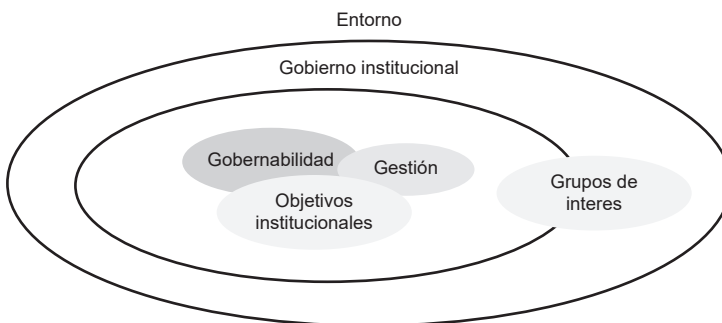 Entorno
Gobierno institucional
Gobernabilidad
Gestión
Objetivos
institucionales
Grupos de
interes